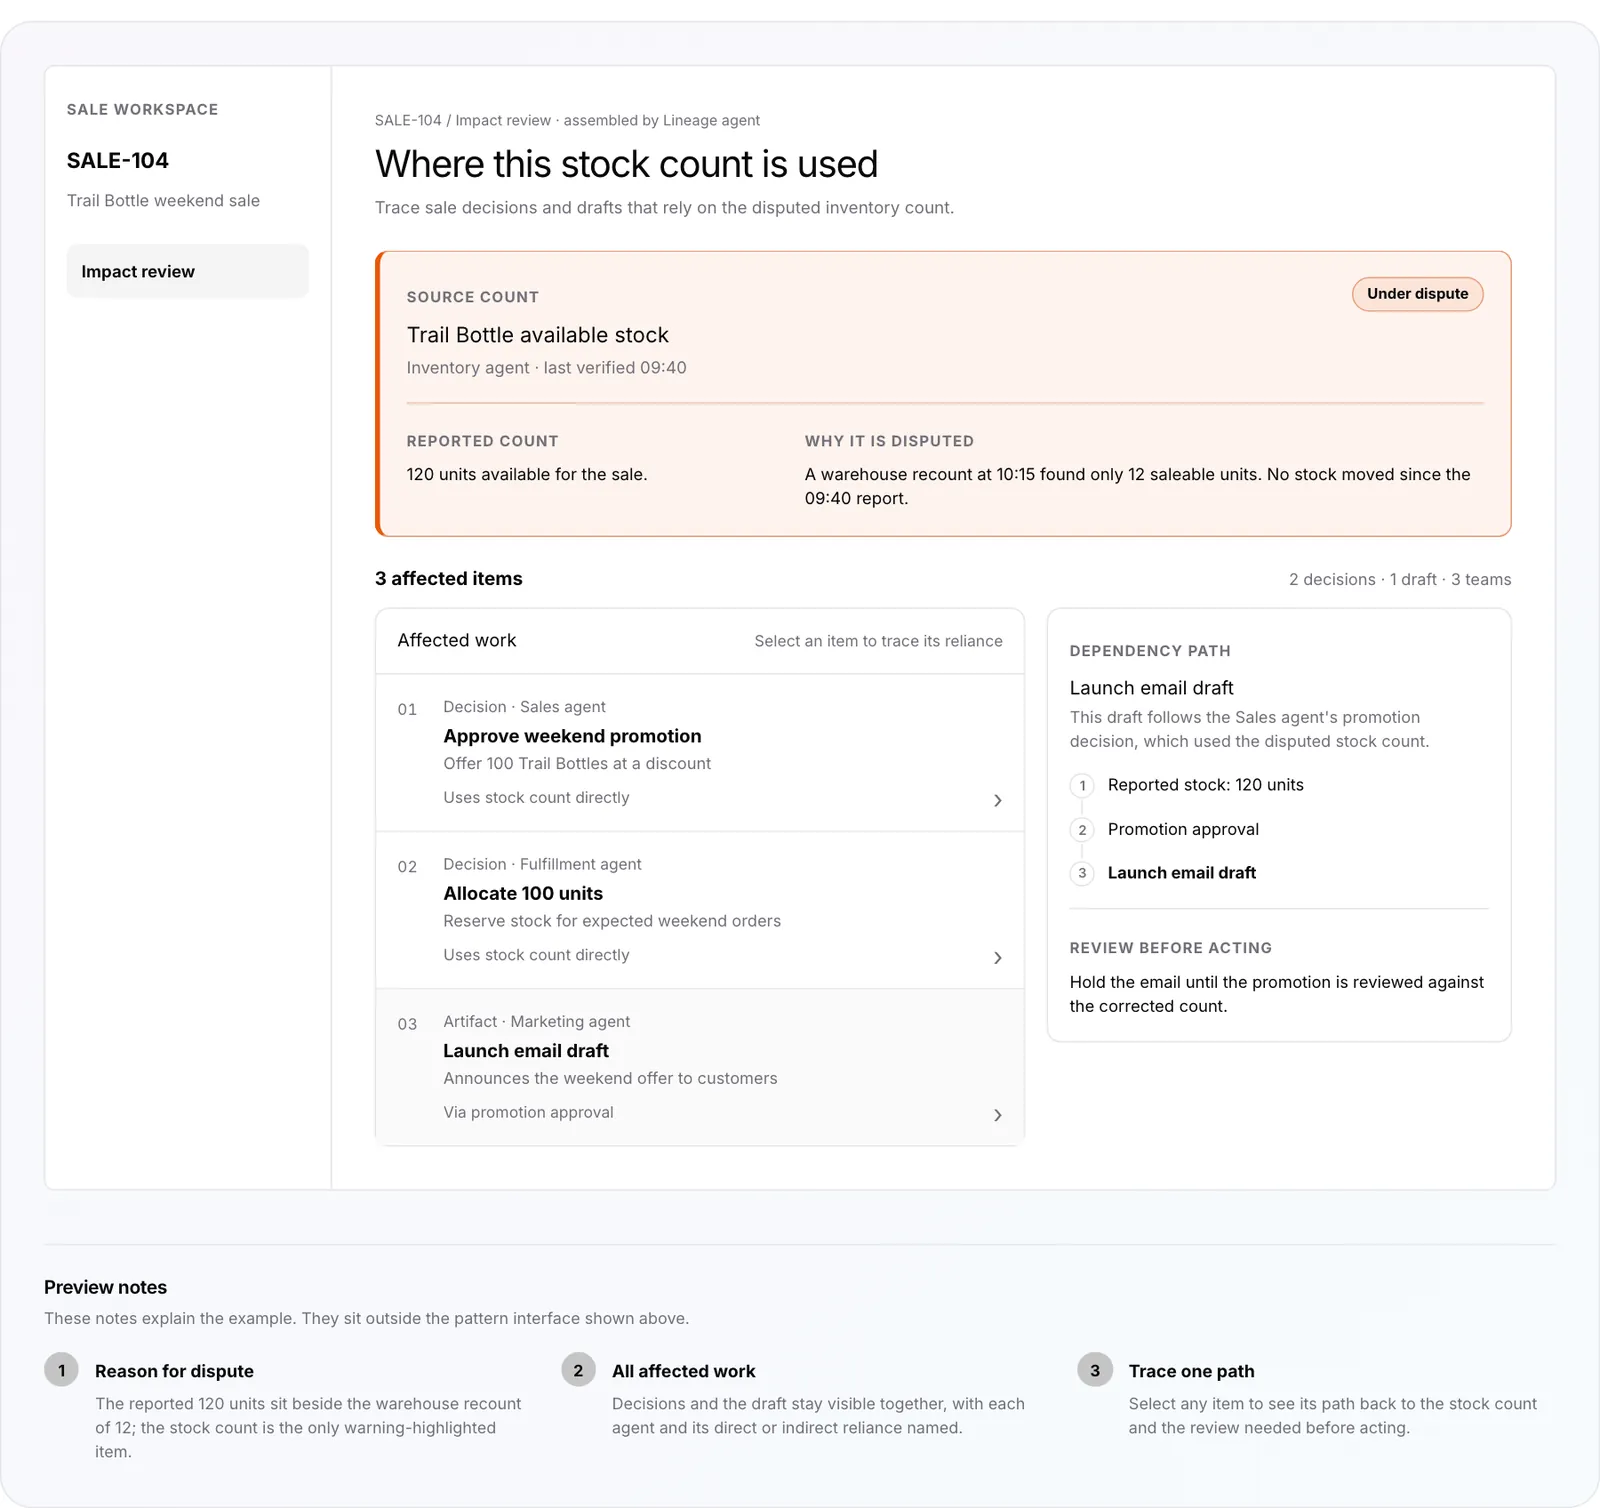 SALE WORKSPACE
SALE-104
Trail Bottle weekend sale
Impact review
SALE-104 / Impact review · assembled by Lineage agent
Where this stock count is used
Trace sale decisions and drafts that rely on the disputed inventory count.
SOURCE COUNT
Under dispute
Trail Bottle available stock
Inventory agent · last verified 09:40
REPORTED COUNT
120 units available for the sale.
WHY IT IS DISPUTED
A warehouse recount at 10:15 found only 12 saleable units. No stock moved since the
09:40 report.
3 affected items
2 decisions · 1 draft · 3 teams
Affected work
Select an item to trace its reliance
01
Decision · Sales agent
Approve weekend promotion
Offer 100 Trail Bottles at a discount
Uses stock count directly
02
Decision · Fulfillment agent
Allocate 100 units
Reserve stock for expected weekend orders
Uses stock count directly
03
Artifact · Marketing agent
Launch email draft
Announces the weekend offer to customers
Via promotion approval
DEPENDENCY PATH
Launch email draft
This draft follows the Sales agent's promotion
decision, which used the disputed stock count.
1 Reported stock: 120 units
2 Promotion approval
3 Launch email draft
REVIEW BEFORE ACTING
Hold the email until the promotion is reviewed against
the corrected count.
Preview notes
These notes explain the example. They sit outside the pattern interface shown above.
1 Reason for dispute
The reported 120 units sit beside the warehouse recount
of 12; the stock count is the only warning-highlighted
item.
2 All affected work
Decisions and the draft stay visible together, with each
agent and its direct or indirect reliance named.
3 Trace one path
Select any item to see its path back to the stock count
and the review needed before acting.